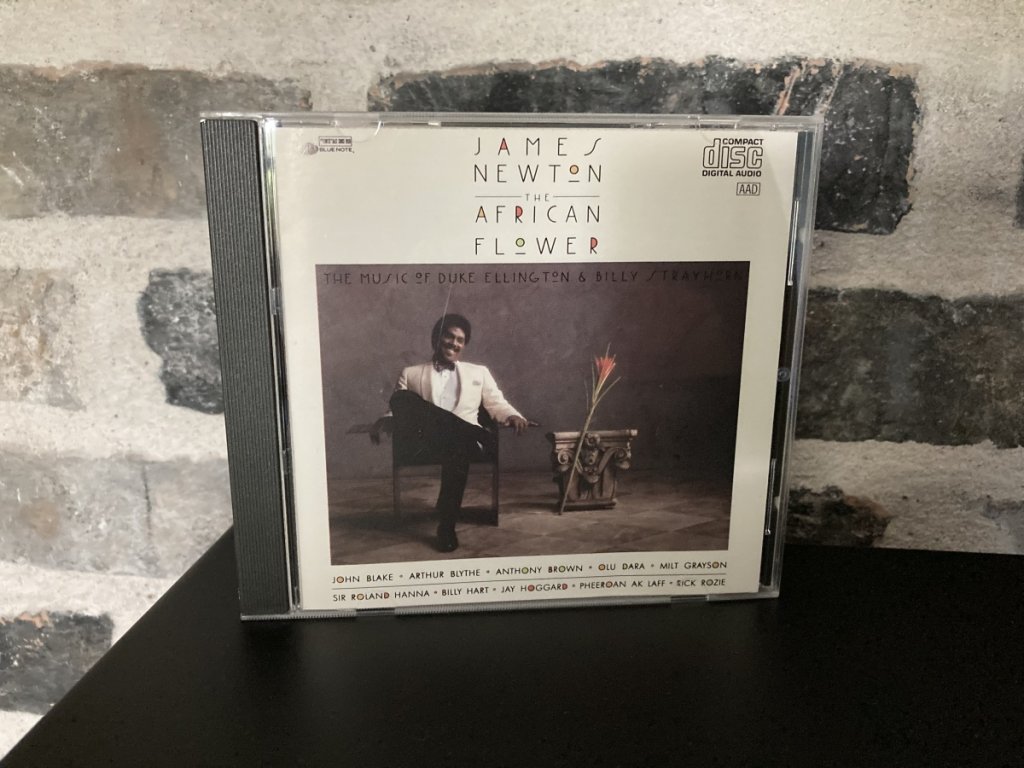 BLUE NOTE
JAMES
NEWTON
THE
AFRICAN
FLOWER
COMPACT
disc
DIGITAL AUDIO
AAD
THE MUSIC OF DUKE ELLINGTON & BILLY STRAYHORN
JOHN BLAKE • ARTHUR BLYTHE • ANTHONY BROWN • OLU DARA • MILT GRAYSON
SIR ROLAND HANNA • BILLY HART • JAY HOGGARD • PHEEROAN AK LAFF • RICK ROZIE